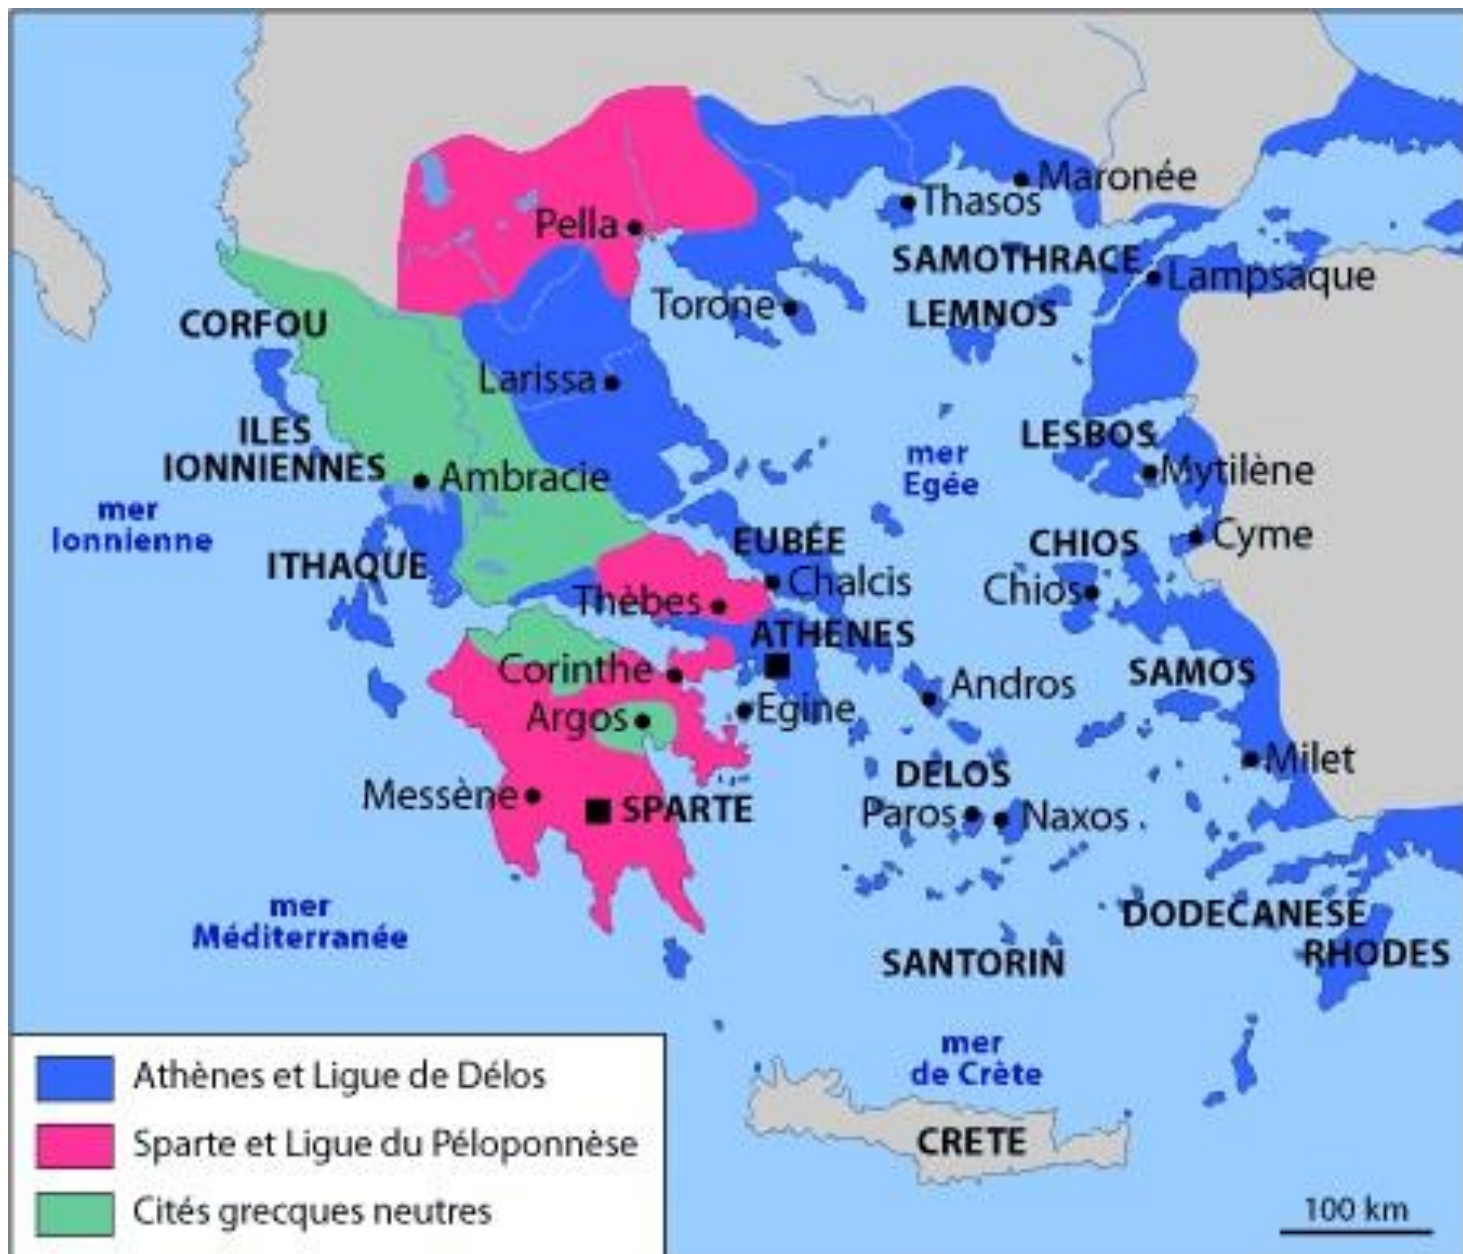 Maronée
Thasos
Pella
SAMOTHRACE
Lampsaque
Torone
LEMNOS
CORFOU
Larissa
ILES
IONNIENNES
LESBOS
mer
Egée
Mytilène
Ambracie
mer
Ionnienne
EUBÉE
CHIOS
Cyme
ITHAQUE
Chalcis
Chios
Thèbes
ATHENES
Corinthe
SAMOS
Andros
Argos
Egine
Milet
DELOS
Messène
SPARTE
Paros
Naxos
mer
Méditerranée
DODECANESE
RHODES
SANTORIN
mer
de Crète
CRETE
Athènes et Ligue de Délos
Sparte et Ligue du Péloponnèse
Cités grecques neutres
100 km